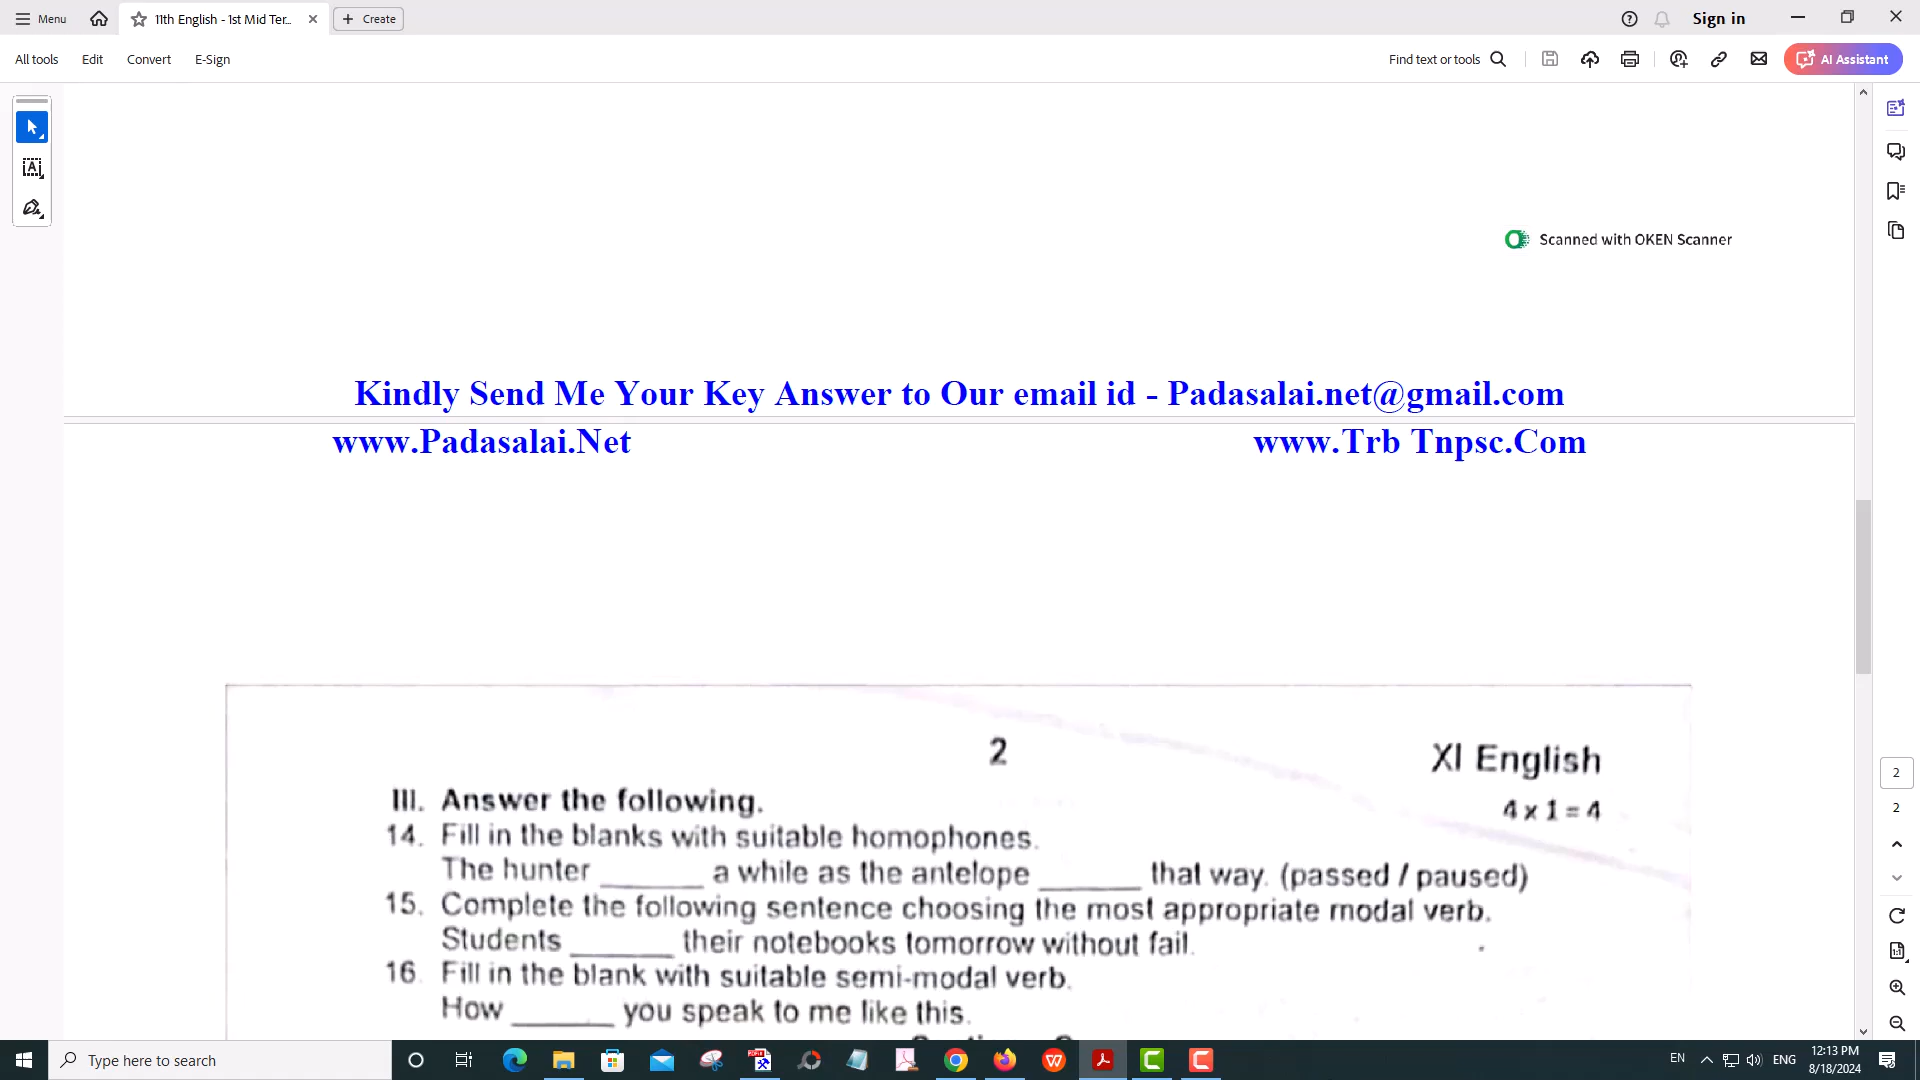 Menu
11th English - 1st Mid Ter...
Create
Sign in
All tools
Edit
Convert
E-Sign
Find text or tools
AI Assistant
Scanned with OKEN Scanner
Kindly Send Me Your Key Answer to Our email id - Padasalai.net@gmail.com
www.Padasalai.Net www.Trb Tnpsc.Com
2 XI English
III. Answer the following. 4 x 1 = 4
14. Fill in the blanks with suitable homophones.
The hunter ______ a while as the antelope ______ that way. (passed / paused)
15. Complete the following sentence choosing the most appropriate modal verb.
Students ______ their notebooks tomorrow without fail.
16. Fill in the blank with suitable semi-modal verb.
How ______ you speak to me like this.
2
2
Type here to search
EN
ENG
12:13 PM
8/18/2024